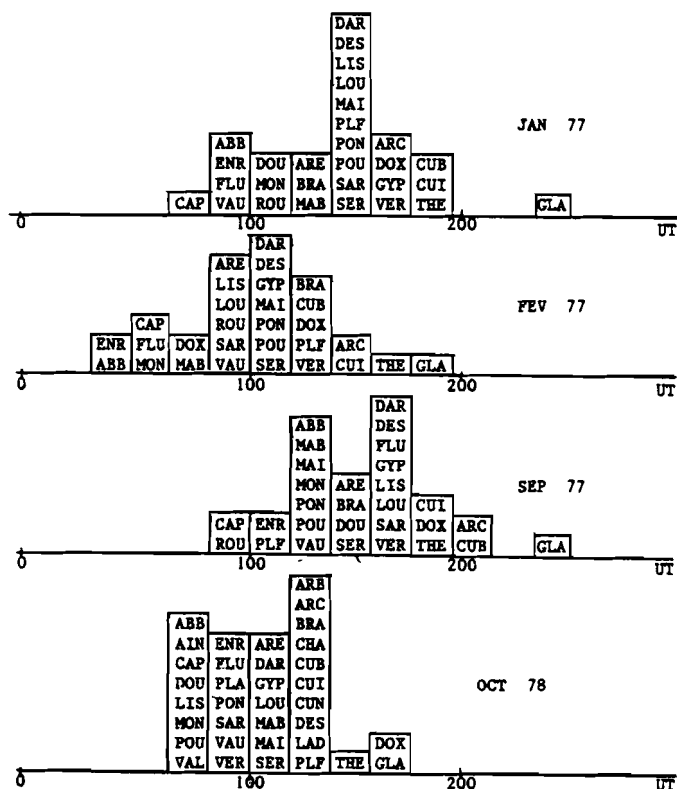 DAR
DES
LIS
LOU
MAI
PLF JAN 77
ABB PON ARC
ENR DOU ARE POU DOX CUB
FLU MON BRA SAR GYP CUI
CAP VAU ROU MAB SER VER THE GLA
0 100 200 UT
DAR
ARE DES
LIS GYP BRA FEV 77
LOU MAI CUB
CAP ROU PON DOX
ENR FLU DOX SAR POU PLF ARC
ABB MON MAB VAU SER VER CUI THE GLA
0 100 200 UT
DAR
ABB DES
MAB FLU
MAI GYP
MON ARE LIS SEP 77
PON BRA LOU CUI
CAP ENR POU DOU SAR DOX ARC
ROU PLF VAU SER VER THE CUB GLA
0 100 200 UT
ARB
ARC
ABB BRA
AIN ENR ARE CHA
CAP FLU DAR CUB
DOU PLA GYP CUI OCT 78
LIS PON LOU CUN
MON SAR MAB DES
POU VAU MAI LAD DOX
VAL VER SER PLF THE GLA
0 100 200 UT